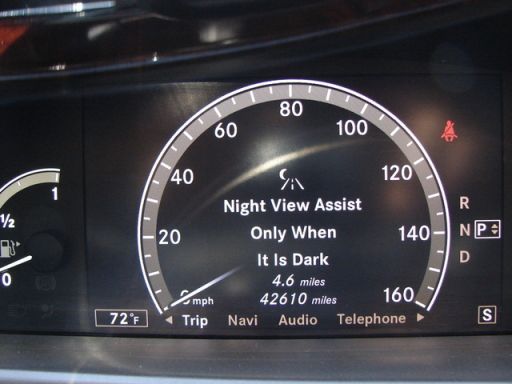 80
60 100
1 40 120
Night View Assist
R
½ 20 Only When 140 N P
It Is Dark D
4.6 miles
0 0 mph 42610 miles 160
72°F Trip Navi Audio Telephone S